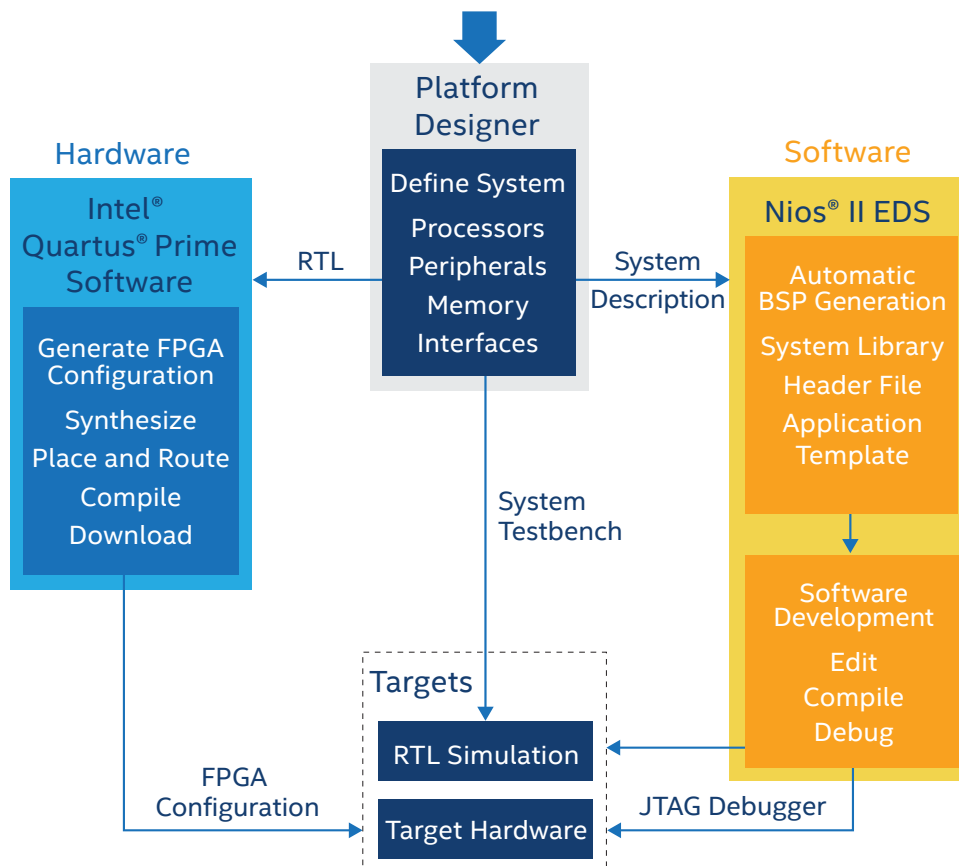 Platform
Designer
Define System
Processors
Peripherals
Memory
Interfaces
Hardware
Intel®
Quartus® Prime
Software
Generate FPGA
Configuration
Synthesize
Place and Route
Compile
Download
RTL
System
Description
Software
Nios® II EDS
Automatic
BSP Generation
System Library
Header File
Application
Template
Software
Development
Edit
Compile
Debug
System
Testbench
Targets
RTL Simulation
Target Hardware
FPGA
Configuration
JTAG Debugger